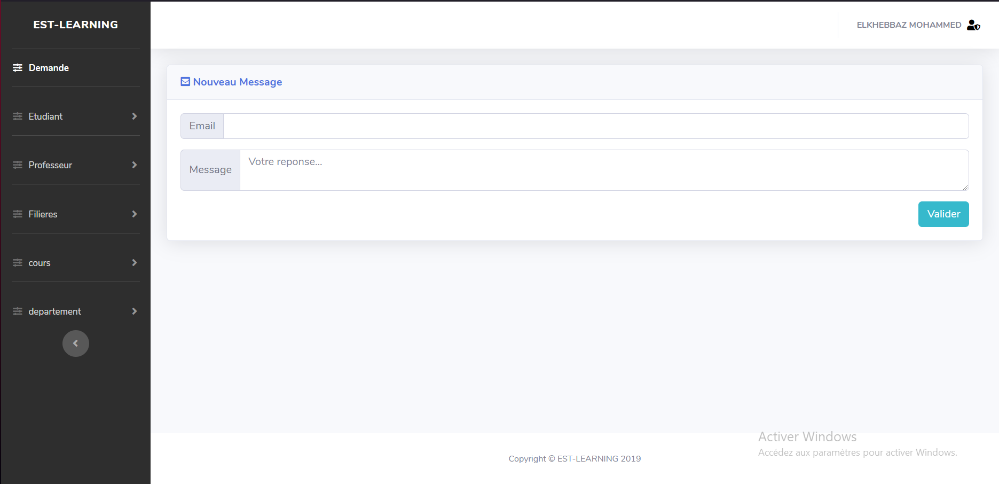 EST-LEARNING
ELKHEBBAZ MOHAMMED
Demande
Etudiant
Professeur
Filieres
cours
departement
Nouveau Message
Email
Message
Votre reponse...
Valider
Activer Windows
Accédez aux paramètres pour activer Windows.
Copyright © EST-LEARNING 2019